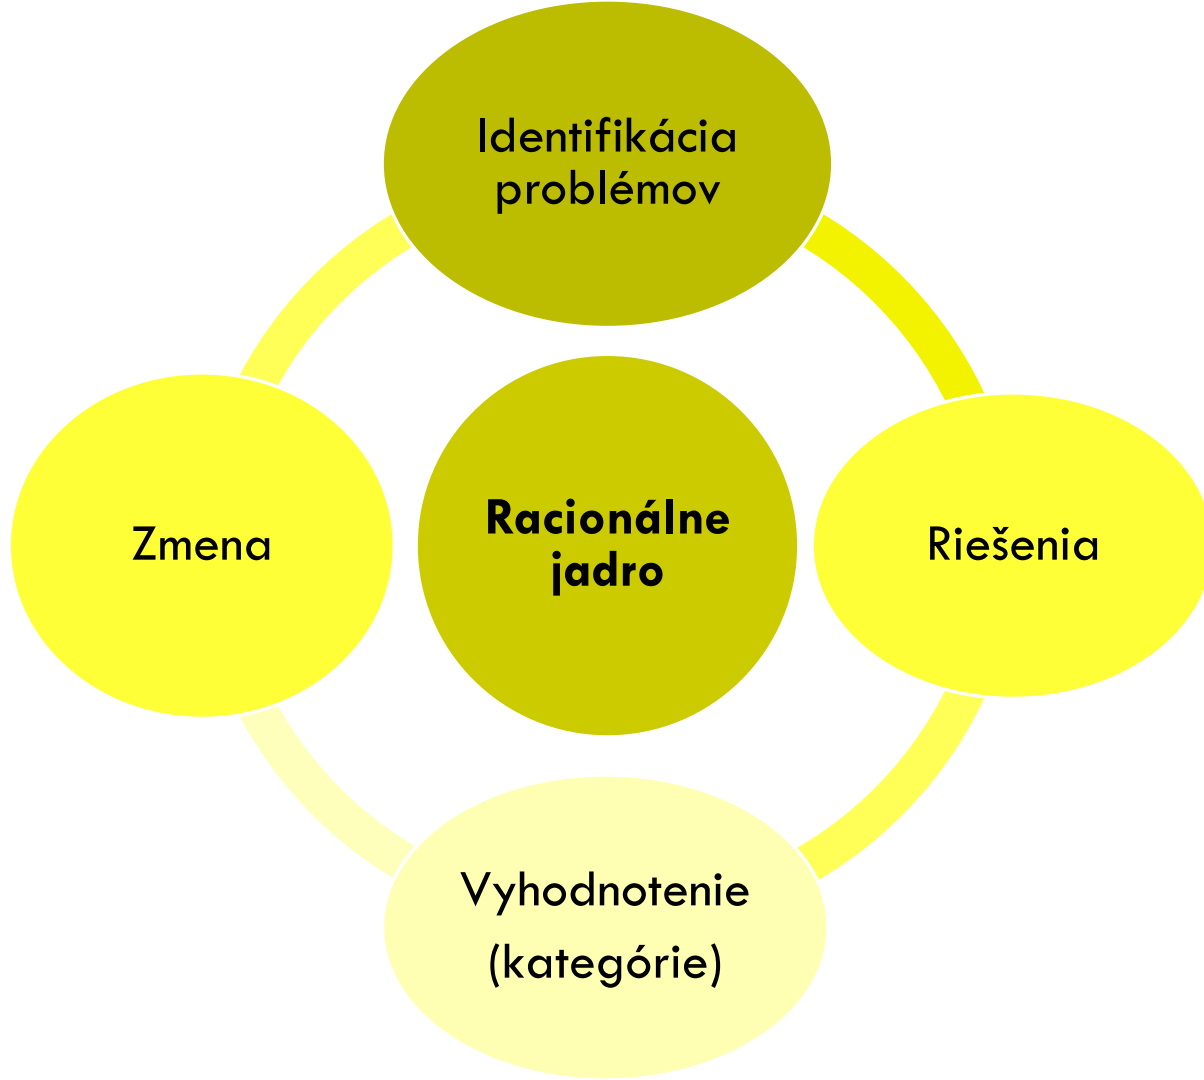 Identifikácia
problémov
Zmena
Racionálne
jadro
Riešenia
Vyhodnotenie
(kategórie)